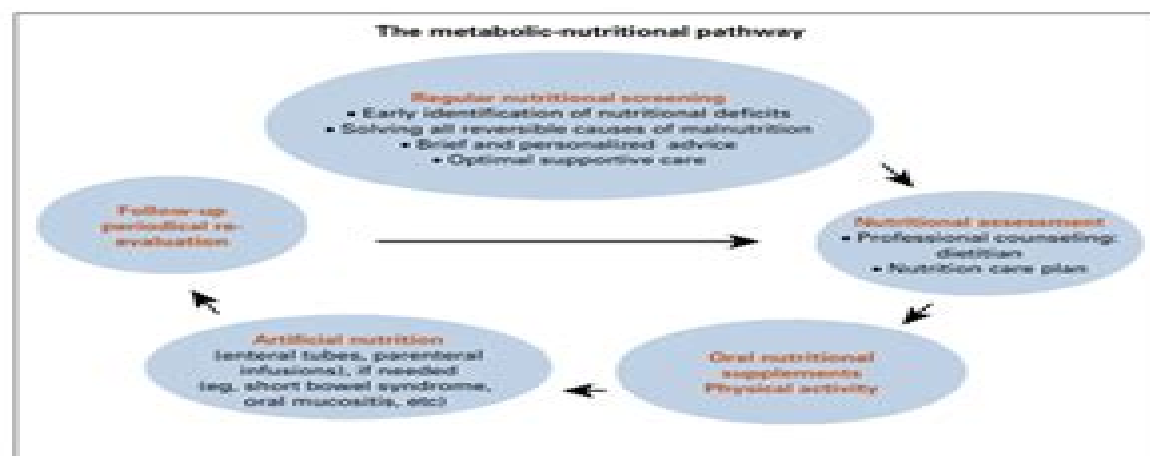 The metabolic-nutritional pathway
Regular nutritional screening
• Early identification of nutritional deficits
• Solving all reversible causes of malnutrition
• Brief and personalized advice
• Optimal supportive care
Nutritional assessment
• Professional counseling:
dietitian
• Nutrition care plan
Oral nutritional
supplements
Physical activity
Artificial nutrition
(enteral tubes, parenteral
infusions), if needed
(eg, short bowel syndrome,
oral mucositis, etc)
Follow-up
periodical re-
evaluation